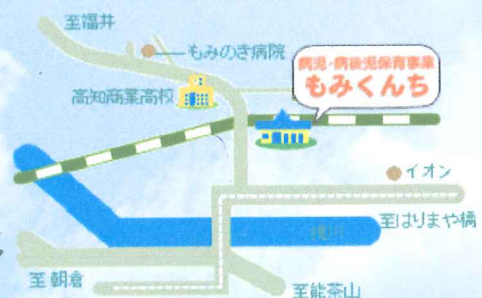 至福井
もみのき病院
病児・病後児保育事業
もみくんち
高知商業高校
イオン
至はりまや橋
至朝倉
至能茶山